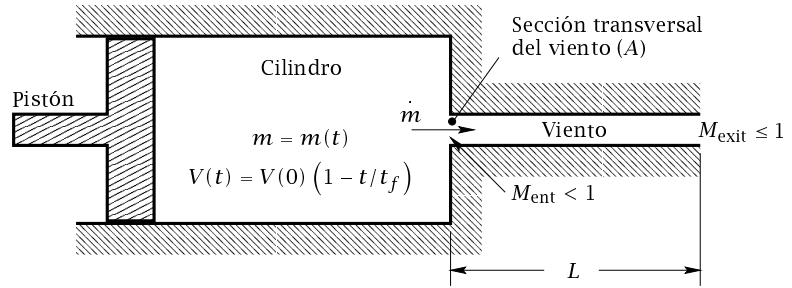 Sección transversal
del viento (A)
Cilindro
Pistón
ṁ
m = m(t)
Viento
M_exit ≤ 1
V(t) = V(0) (1 − t/t_f)
M_ent < 1
L